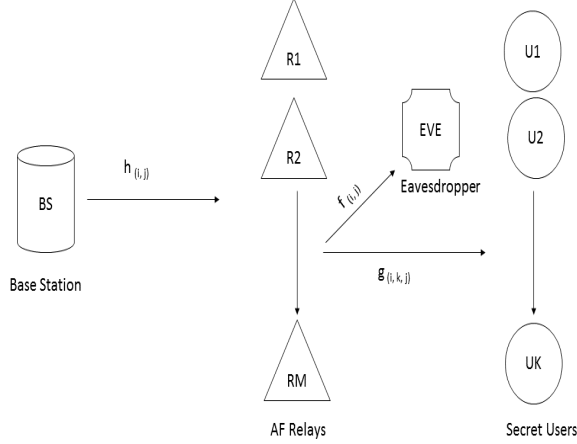 R1
U1
EVE
R2
U2
h (i, j)
BS
Eavesdropper
f (i, j)
g (i, k, j)
Base Station
RM
UK
AF Relays
Secret Users